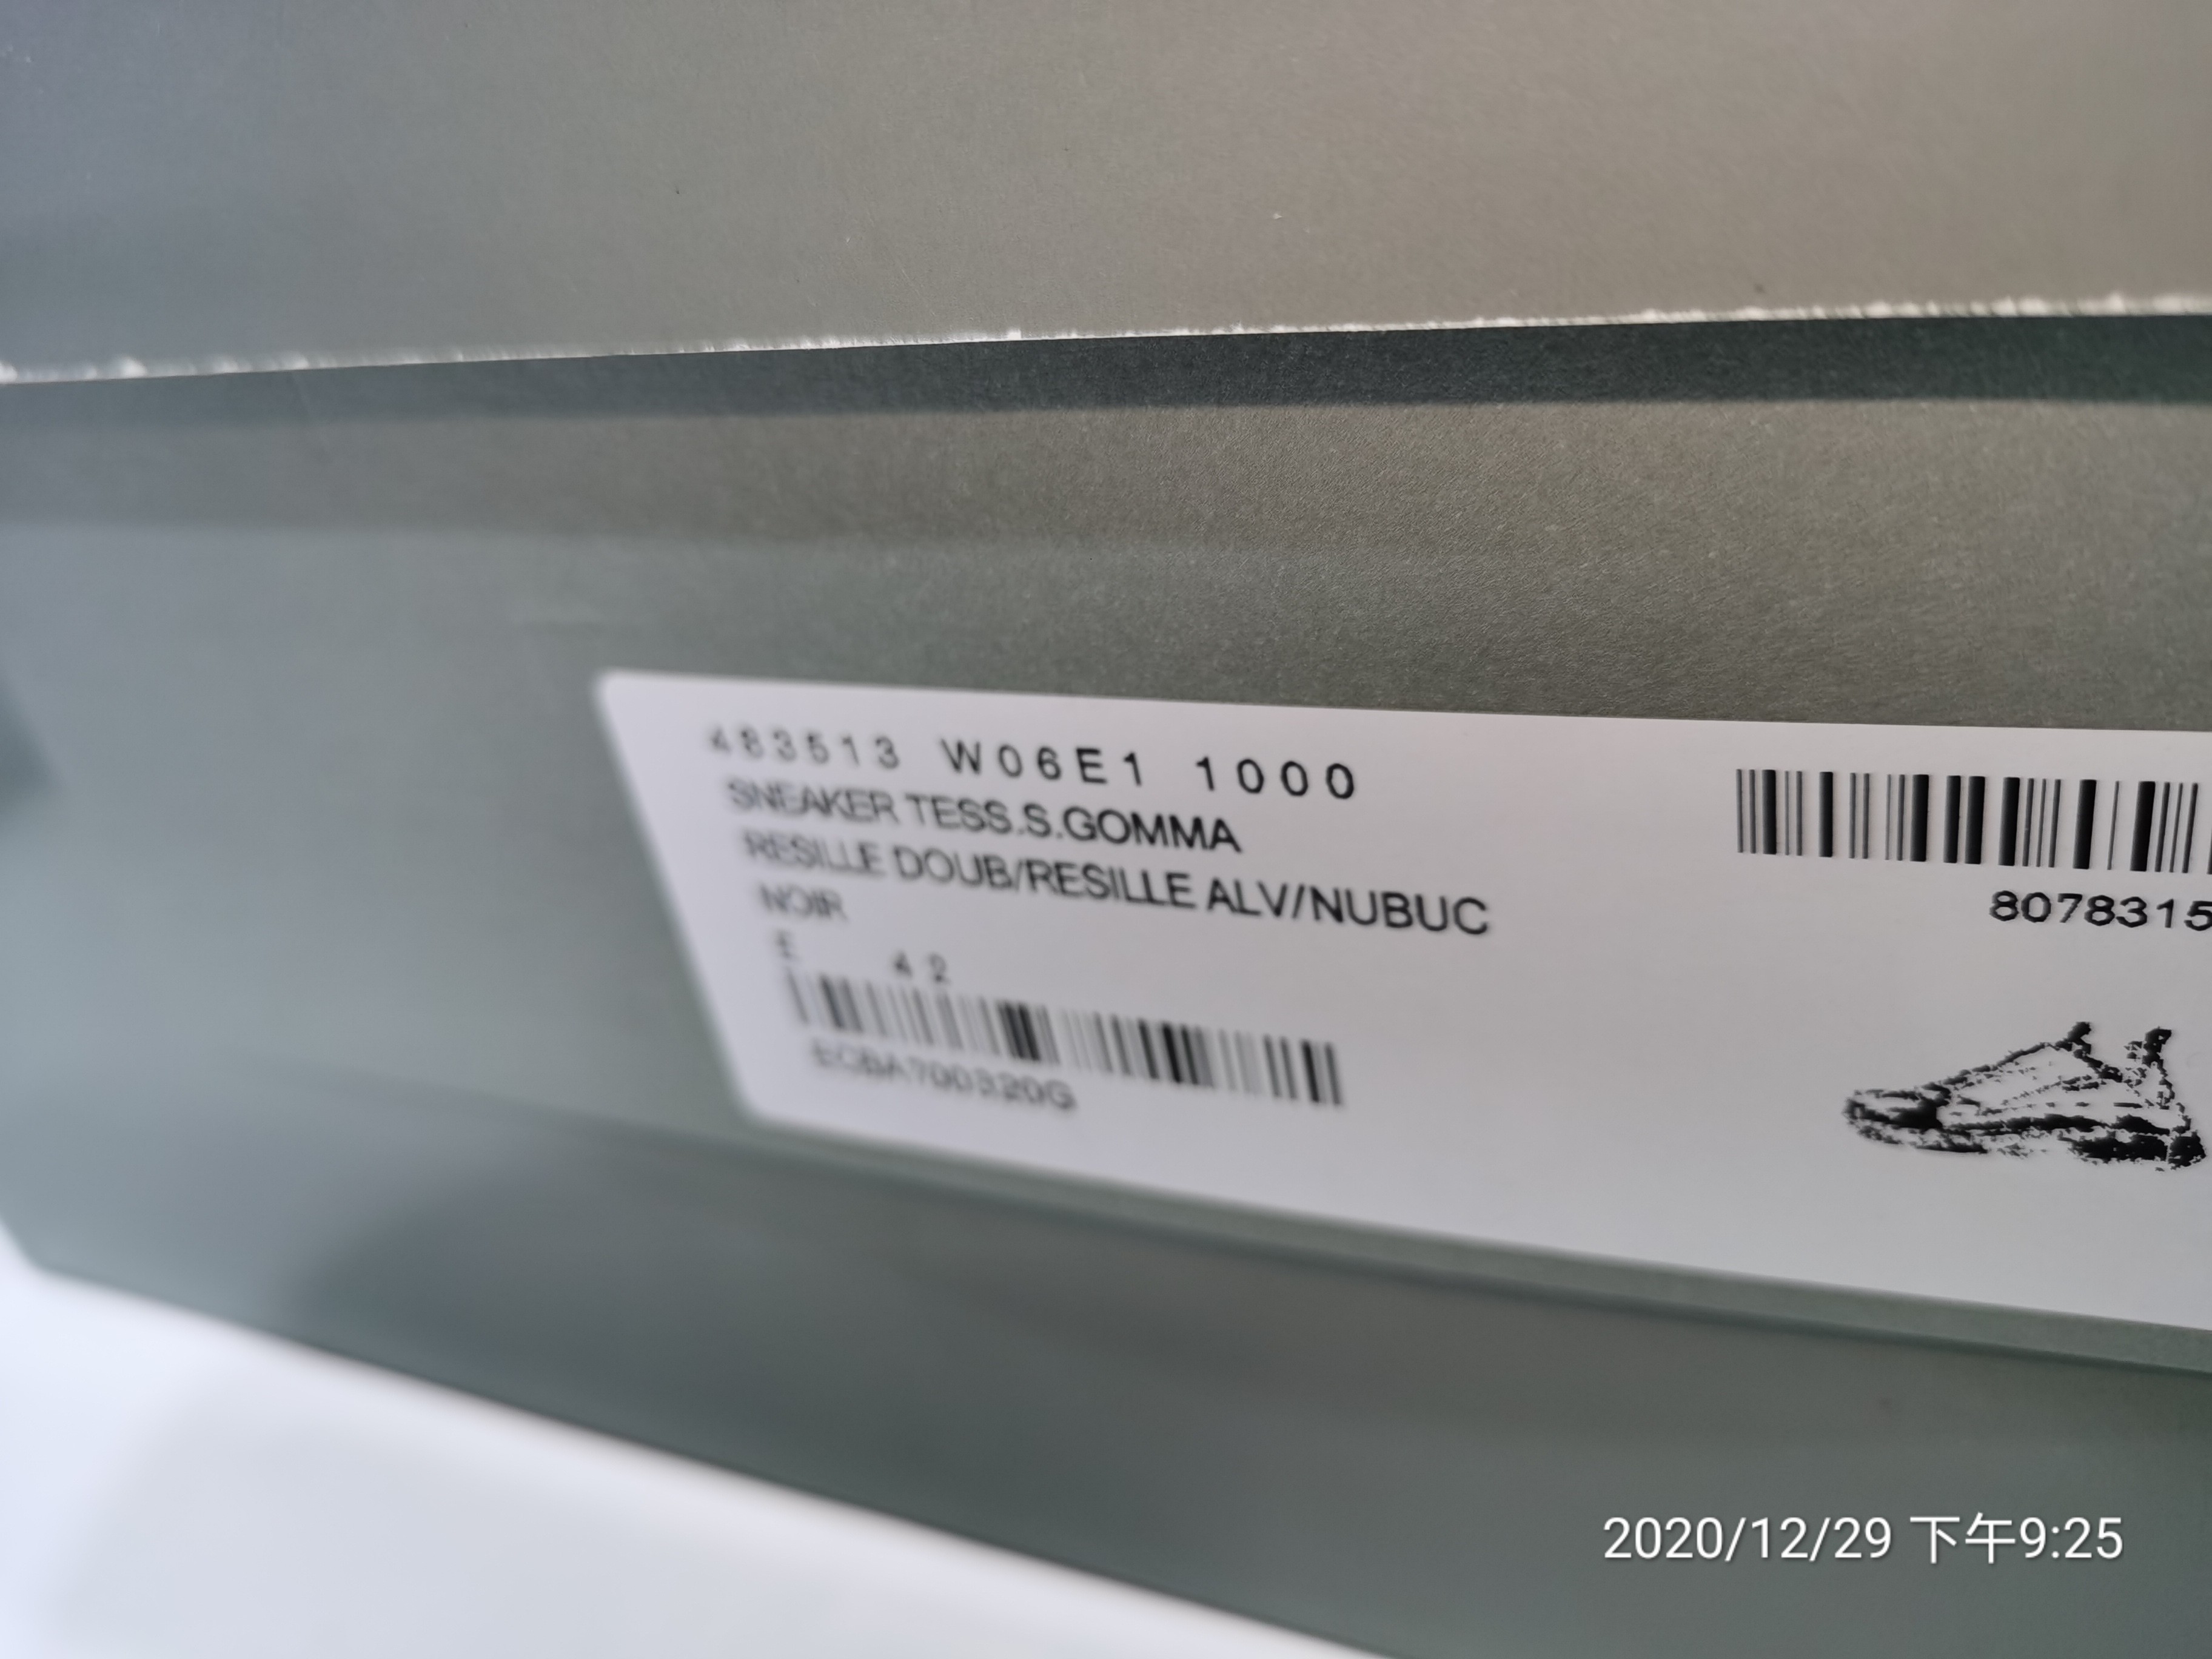 483513 W06E1 1000
SNEAKER TESS.S.GOMMA
RESILLE DOUB/RESILLE ALV/NUBUC
NOIR
E 42
ECBA700320G
8078315
2020/12/29 下午9:25